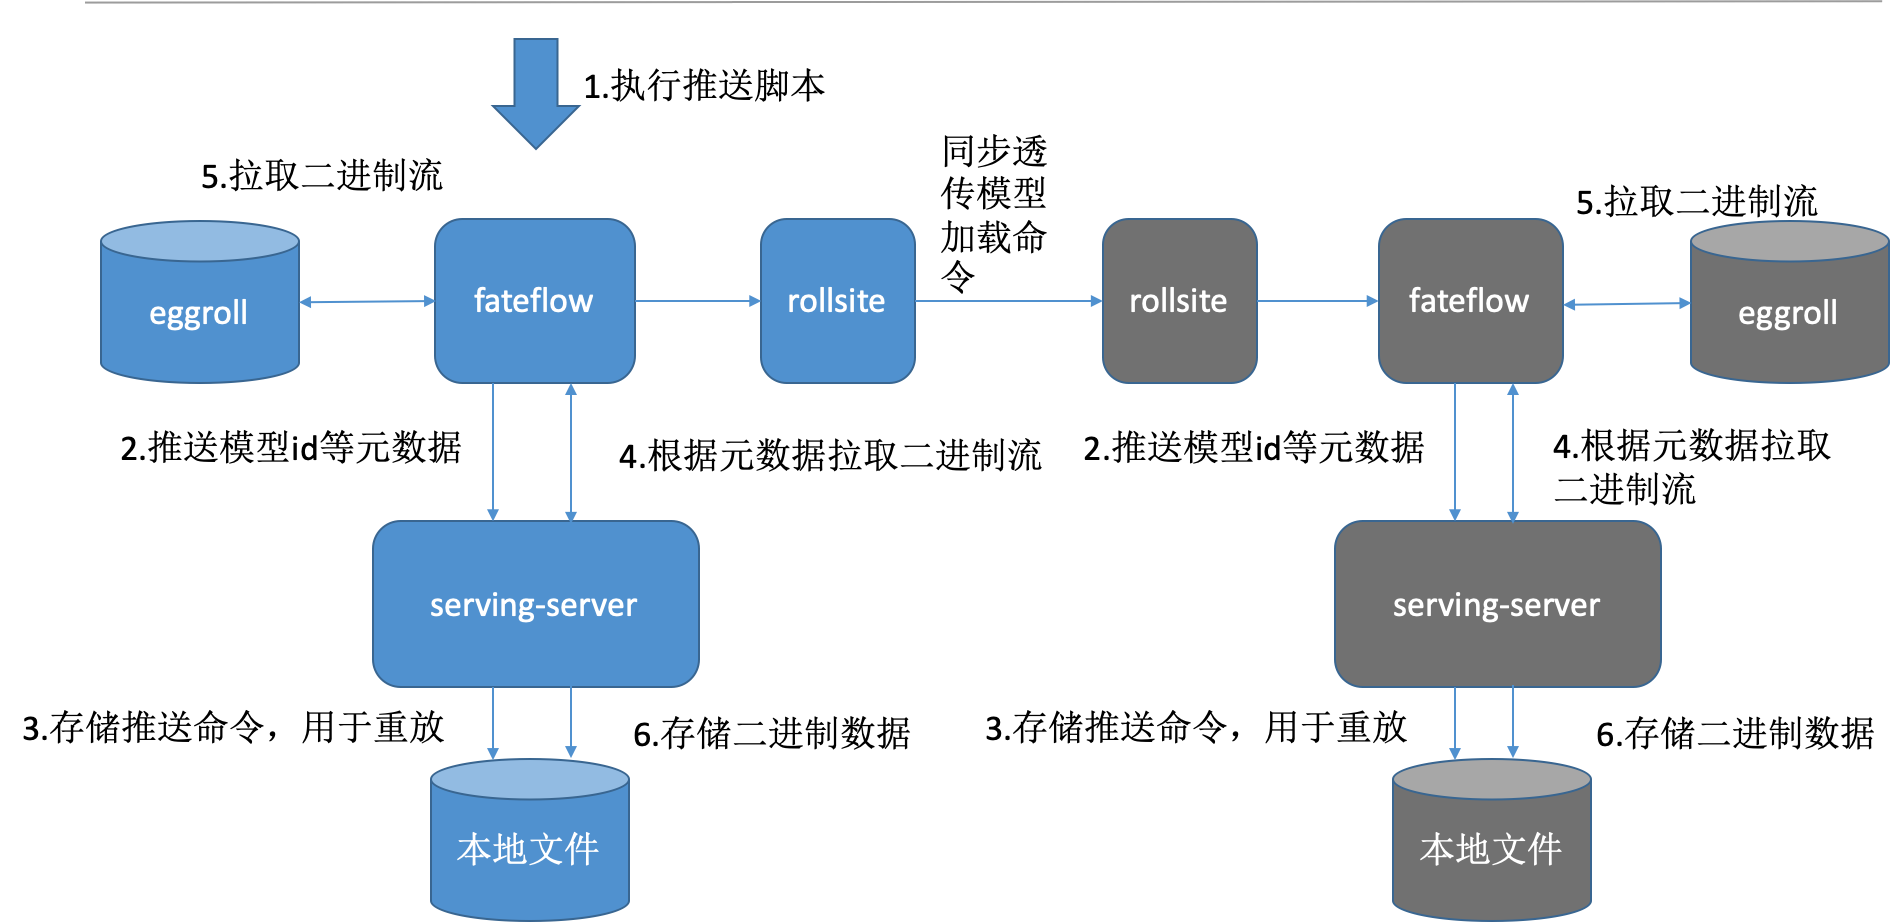 1.执行推送脚本
同步透
传模型
加载命
令
5.拉取二进制流
5.拉取二进制流
eggroll
fateflow
rollsite
rollsite
fateflow
eggroll
2.推送模型id等元数据
4.根据元数据拉取二进制流
2.推送模型id等元数据
4.根据元数据拉取
二进制流
serving-server
serving-server
3.存储推送命令，用于重放
6.存储二进制数据
3.存储推送命令，用于重放
6.存储二进制数据
本地文件
本地文件